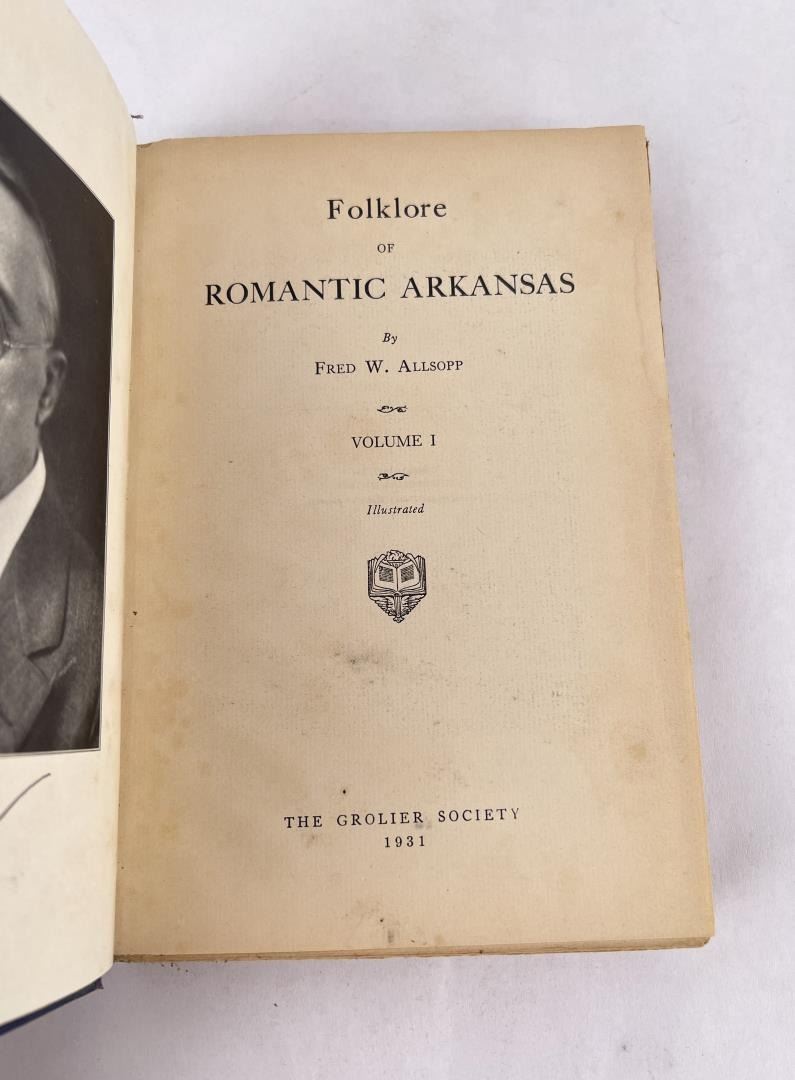 Folklore
OF
ROMANTIC ARKANSAS
By
FRED W. ALLSOPP
VOLUME I
Illustrated
THE GROLIER SOCIETY
1931